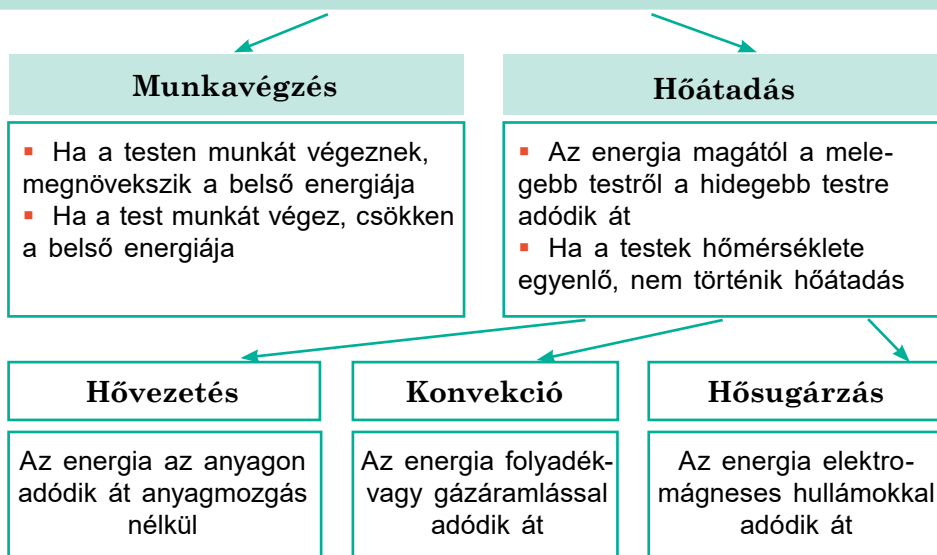 Munkavégzés
▪ Ha a testen munkát végeznek,
megnövekszik a belső energiája
▪ Ha a test munkát végez, csökken
a belső energiája
Hőátadás
▪ Az energia magától a mele-
gebb testről a hidegebb testre
adódik át
▪ Ha a testek hőmérséklete
egyenlő, nem történik hőátadás
Hővezetés
Az energia az anyagon
adódik át anyagmozgás
nélkül
Konvekció
Az energia folyadék-
vagy gázáramlással
adódik át
Hősugárzás
Az energia elektro-
mágneses hullámokkal
adódik át